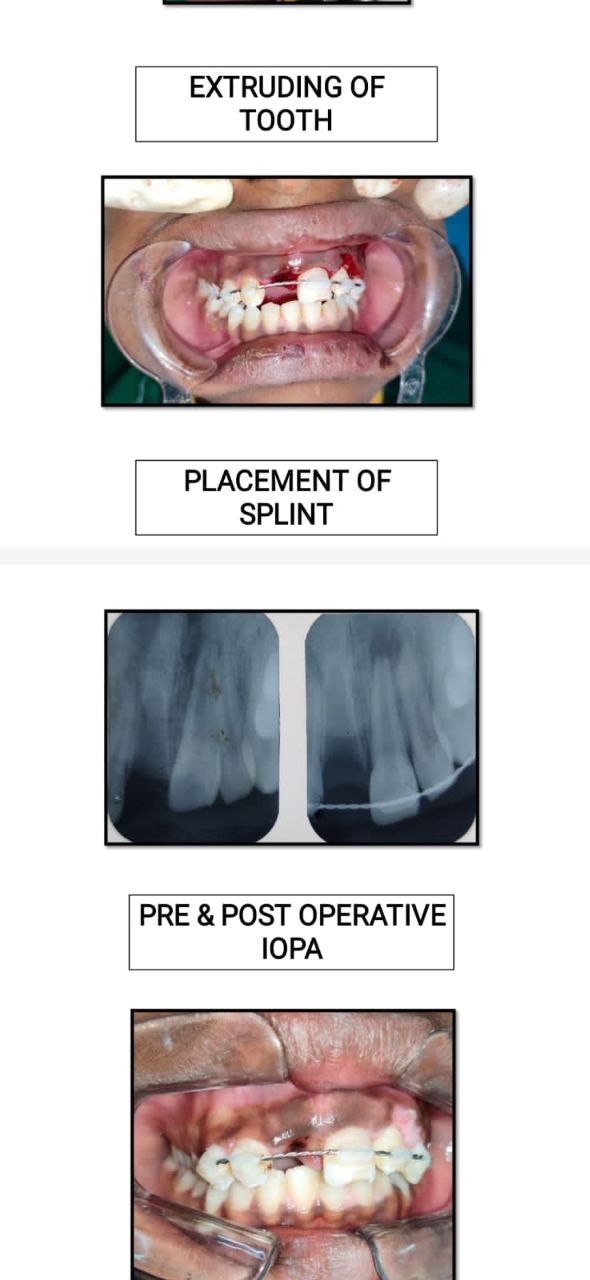 EXTRUDING OF
TOOTH
PLACEMENT OF
SPLINT
PRE & POST OPERATIVE
IOPA